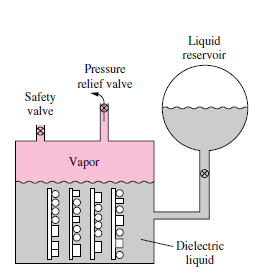 Liquid
reservoir
Pressure
relief valve
Safety
valve
Vapor
Dielectric
liquid